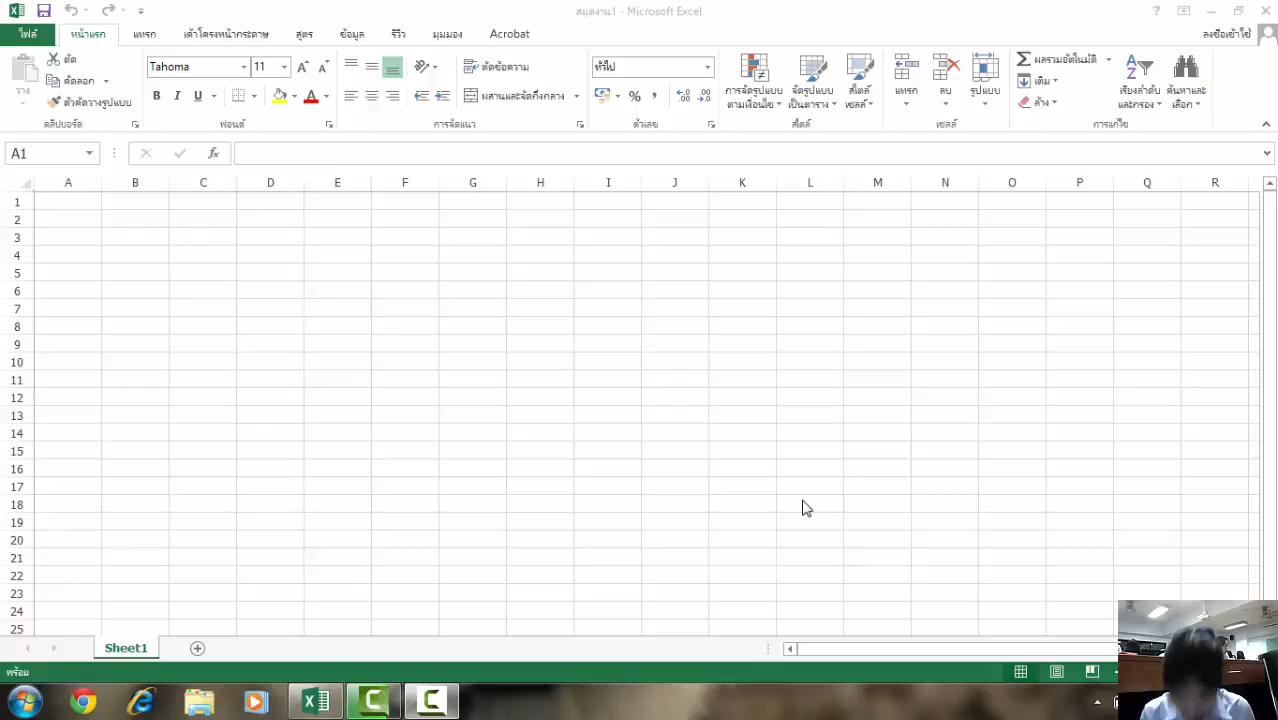 สมุดงาน1 - Microsoft Excel
ไฟล์ หน้าแรก แทรก เค้าโครงหน้ากระดาษ สูตร ข้อมูล รีวิว มุมมอง Acrobat ลงชื่อเข้าใช้
วาง
ตัด
คัดลอก
ตัวคัดวางรูปแบบ
คลิปบอร์ด
Tahoma 11
B I U
ฟอนต์
ตัดข้อความ
ผสานและจัดกึ่งกลาง
การจัดแนว
ทั่วไป
ตัวเลข
การจัดรูปแบบ
ตามเงื่อนไข
จัดรูปแบบ
เป็นตาราง
สไตล์
เซลล์
สไตล์
แทรก ลบ รูปแบบ
เซลล์
ผลรวมอัตโนมัติ
เติม
ล้าง
เรียงลำดับ
และกรอง
ค้นหาและ
เลือก
การแก้ไข
A1 fx
A B C D E F G H I J K L M N O P Q R
1
2
3
4
5
6
7
8
9
10
11
12
13
14
15
16
17
18
19
20
21
22
23
24
25
Sheet1
พร้อม